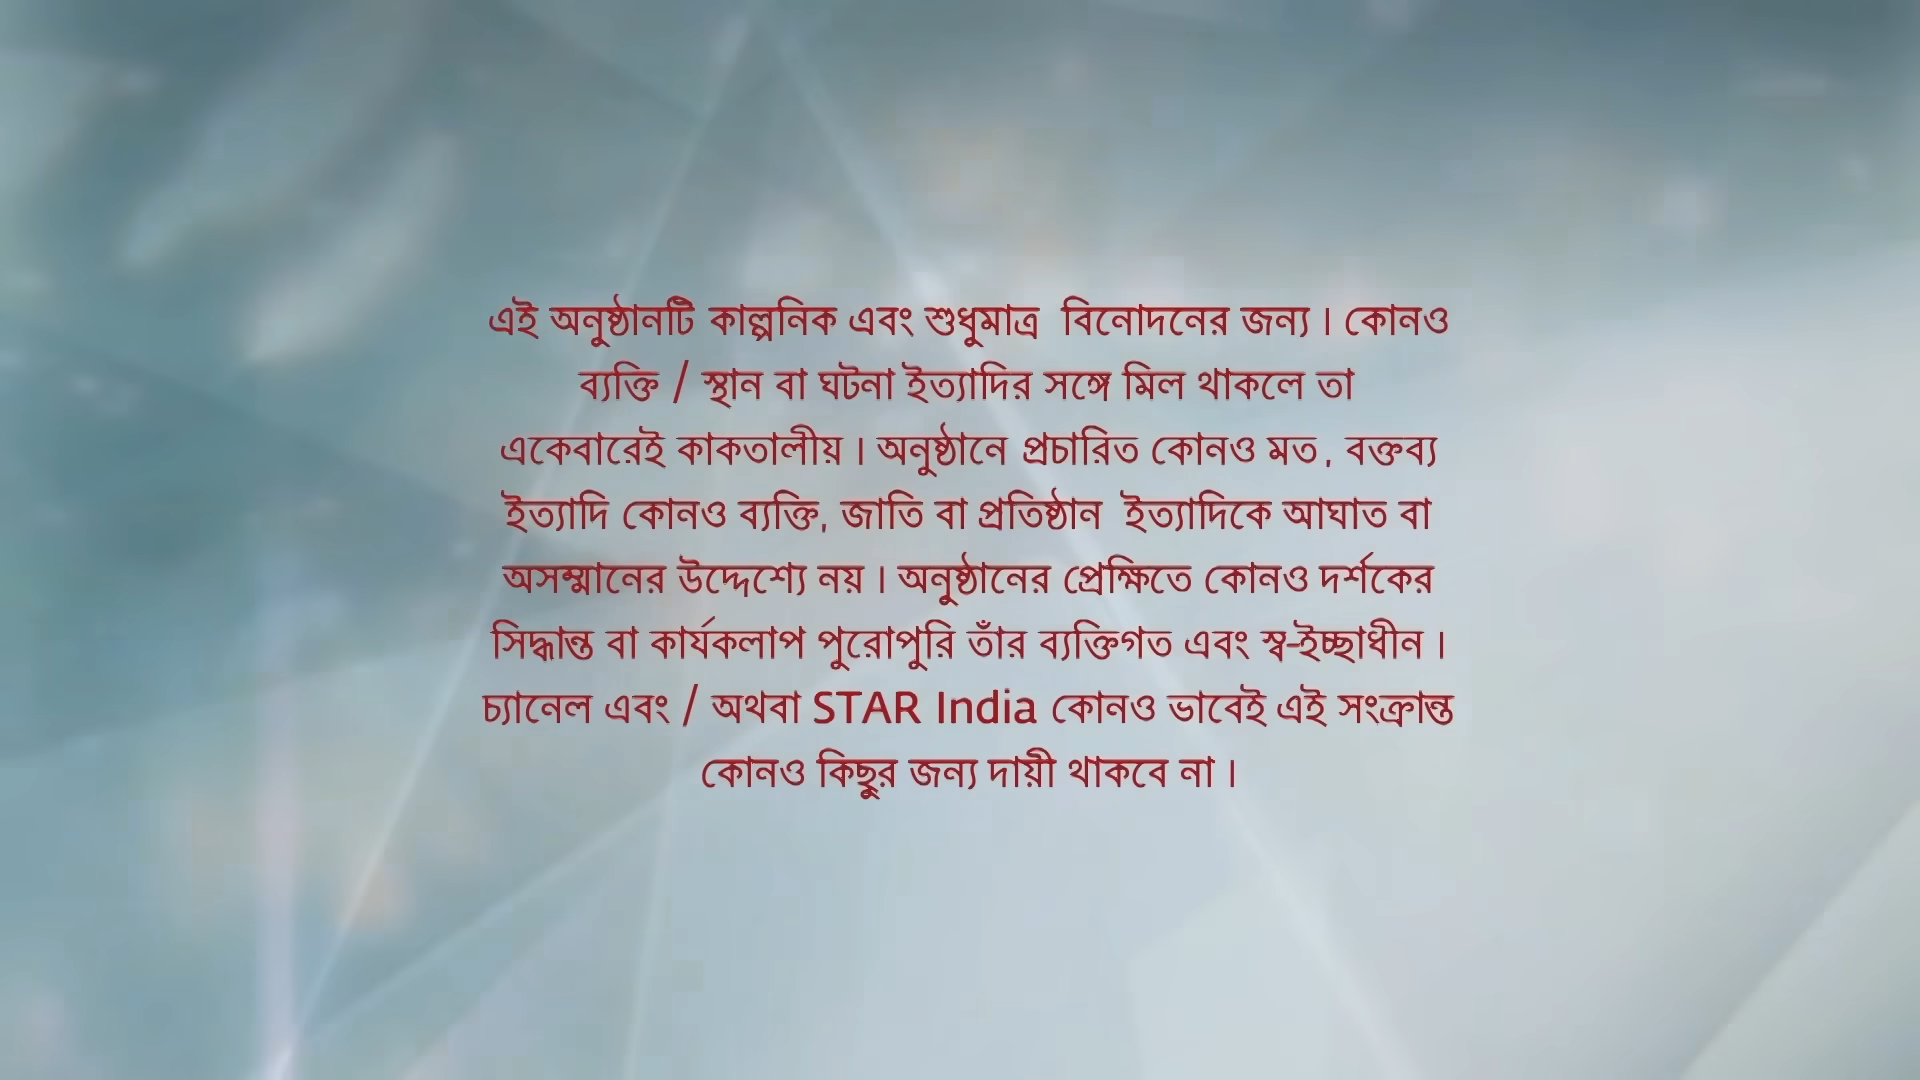 এই অনুষ্ঠানটি কাল্পনিক এবং শুধুমাত্র বিনোদনের জন্য । কোনও
ব্যক্তি / স্থান বা ঘটনা ইত্যাদির সঙ্গে মিল থাকলে তা
একেবারেই কাকতালীয় । অনুষ্ঠানে প্রচারিত কোনও মত , বক্তব্য
ইত্যাদি কোনও ব্যক্তি, জাতি বা প্রতিষ্ঠান ইত্যাদিকে আঘাত বা
অসম্মানের উদ্দেশ্যে নয় । অনুষ্ঠানের প্রেক্ষিতে কোনও দর্শকের
সিদ্ধান্ত বা কার্যকলাপ পুরোপুরি তাঁর ব্যক্তিগত এবং স্ব-ইচ্ছাধীন ।
চ্যানেল এবং / অথবা STAR India কোনও ভাবেই এই সংক্রান্ত
কোনও কিছুর জন্য দায়ী থাকবে না ।